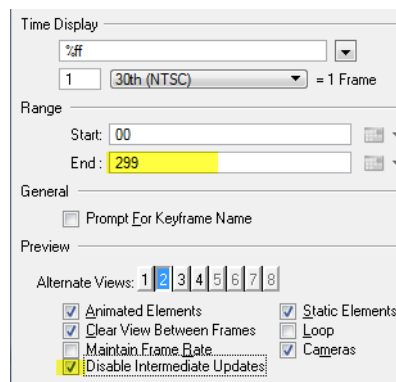 Time Display
%ff
1 30th (NTSC) = 1 Frame
Range
Start: 00
End : 299
General
Prompt For Keyframe Name
Preview
Alternate Views: 1 2 3 4 5 6 7 8
Animated Elements Static Elements
Clear View Between Frames Loop
Maintain Frame Rate Cameras
Disable Intermediate Updates